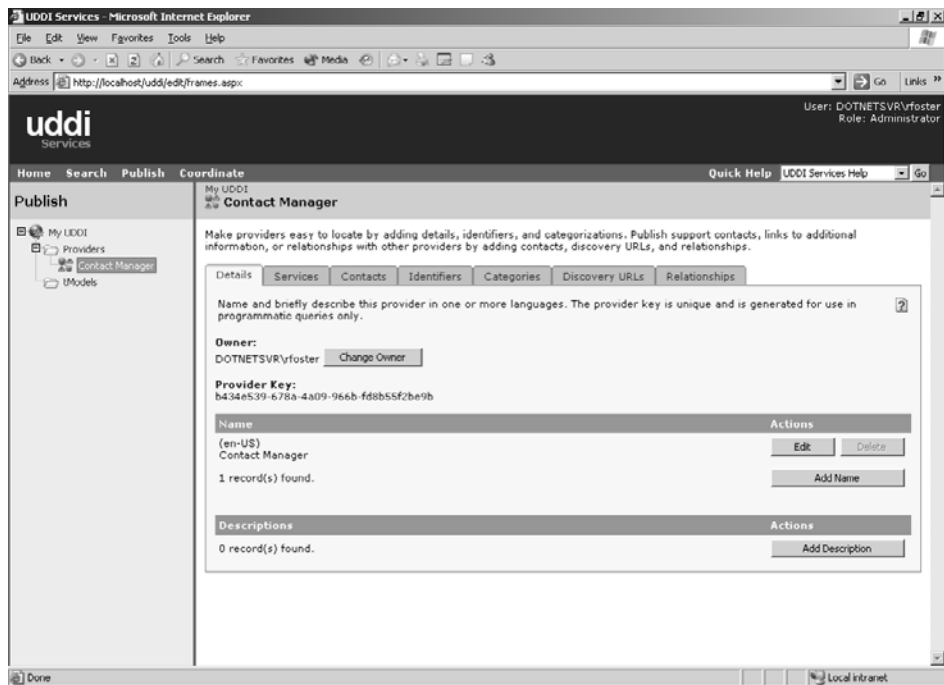 UDDI Services - Microsoft Internet Explorer
File Edit View Favorites Tools Help
Back Search Favorites Media
Address http://localhost/uddi/edit/frames.aspx Go Links »
User: DOTNETSVR\rfoster
Role: Administrator
uddi
Services
Home Search Publish Coordinate Quick Help UDDI Services Help Go
Publish
My UDDI
Providers
Contact Manager
tModels
My UDDI
Contact Manager
Make providers easy to locate by adding details, identifiers, and categorizations. Publish support contacts, links to additional
information, or relationships with other providers by adding contacts, discovery URLs, and relationships.
Details Services Contacts Identifiers Categories Discovery URLs Relationships
Name and briefly describe this provider in one or more languages. The provider key is unique and is generated for use in
programmatic queries only.
Owner:
DOTNETSVR\rfoster Change Owner
Provider Key:
b434e539-678a-4a09-966b-fd8b55f2be9b
Name Actions
(en-US)
Contact Manager
Edit Delete
1 record(s) found. Add Name
Descriptions Actions
0 record(s) found. Add Description
Done Local intranet